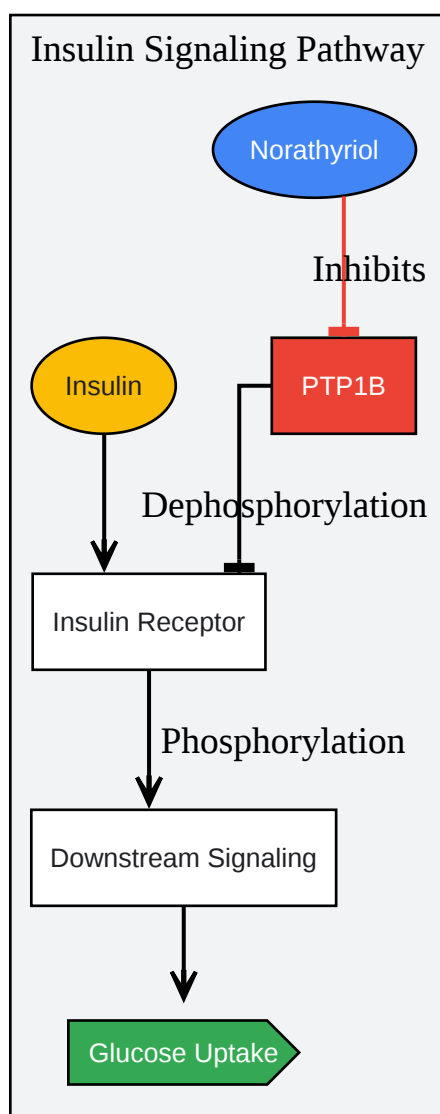 Insulin Signaling Pathway
Norathyriol
Inhibits
Insulin
PTP1B
Dephosphorylation
Insulin Receptor
Phosphorylation
Downstream Signaling
Glucose Uptake